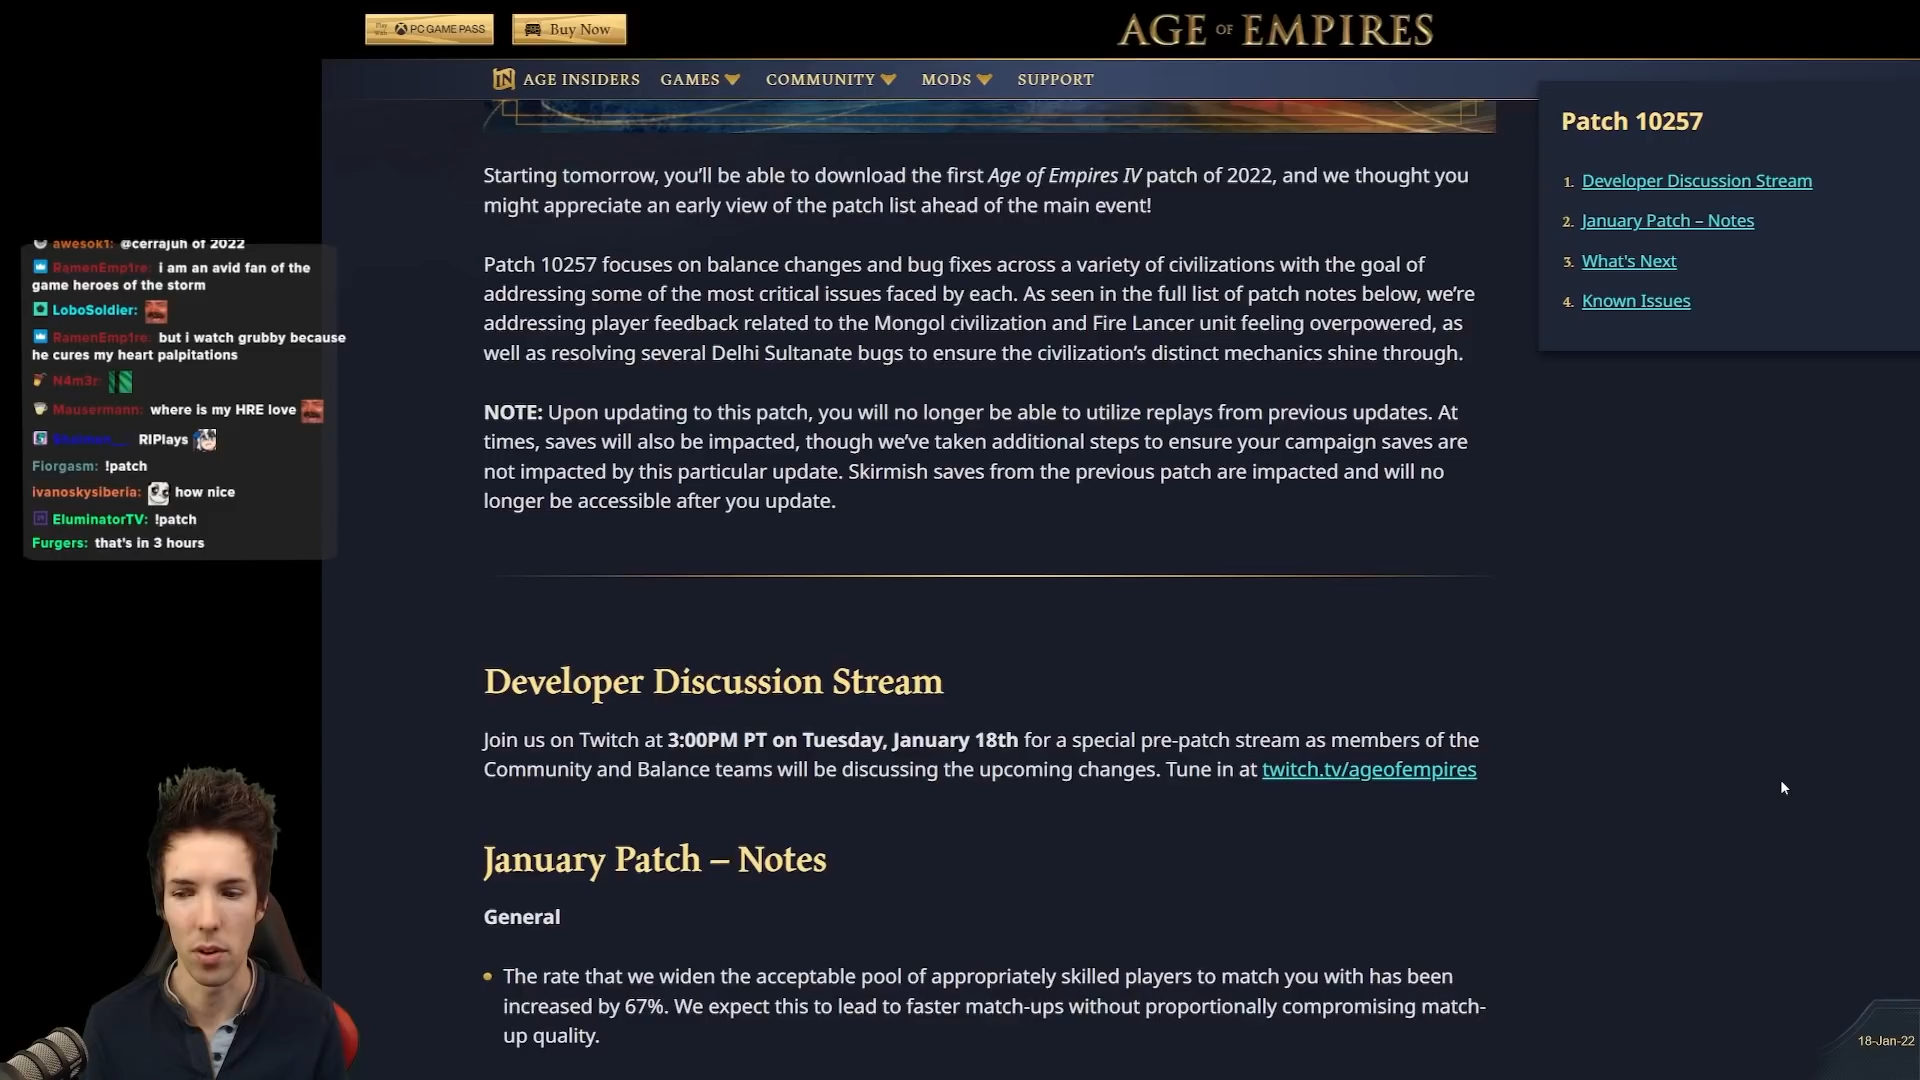 Play With XBOX PC GAME PASS
Buy Now
AGE OF EMPIRES
AGE INSIDERS GAMES COMMUNITY MODS SUPPORT
Starting tomorrow, you'll be able to download the first Age of Empires IV patch of 2022, and we thought you
might appreciate an early view of the patch list ahead of the main event!
Patch 10257 focuses on balance changes and bug fixes across a variety of civilizations with the goal of
addressing some of the most critical issues faced by each. As seen in the full list of patch notes below, we're
addressing player feedback related to the Mongol civilization and Fire Lancer unit feeling overpowered, as
well as resolving several Delhi Sultanate bugs to ensure the civilization's distinct mechanics shine through.
NOTE: Upon updating to this patch, you will no longer be able to utilize replays from previous updates. At
times, saves will also be impacted, though we've taken additional steps to ensure your campaign saves are
not impacted by this particular update. Skirmish saves from the previous patch are impacted and will no
longer be accessible after you update.
Developer Discussion Stream
Join us on Twitch at 3:00PM PT on Tuesday, January 18th for a special pre-patch stream as members of the
Community and Balance teams will be discussing the upcoming changes. Tune in at twitch.tv/ageofempires
January Patch – Notes
General
The rate that we widen the acceptable pool of appropriately skilled players to match you with has been
increased by 67%. We expect this to lead to faster match-ups without proportionally compromising match-
up quality.
Patch 10257
1. Developer Discussion Stream
2. January Patch – Notes
3. What's Next
4. Known Issues
awesok1: @cerrajuh of 2022
RamenEmp1re: i am an avid fan of the
game heroes of the storm
LoboSoldier:
RamenEmp1re: but i watch grubby because
he cures my heart palpitations
N4m3r:
Mausermann: where is my HRE love
RIPlays
Fiorgasm: !patch
ivanoskysiberia: how nice
EluminatorTV: !patch
Furgers: that's in 3 hours
18-Jan-22